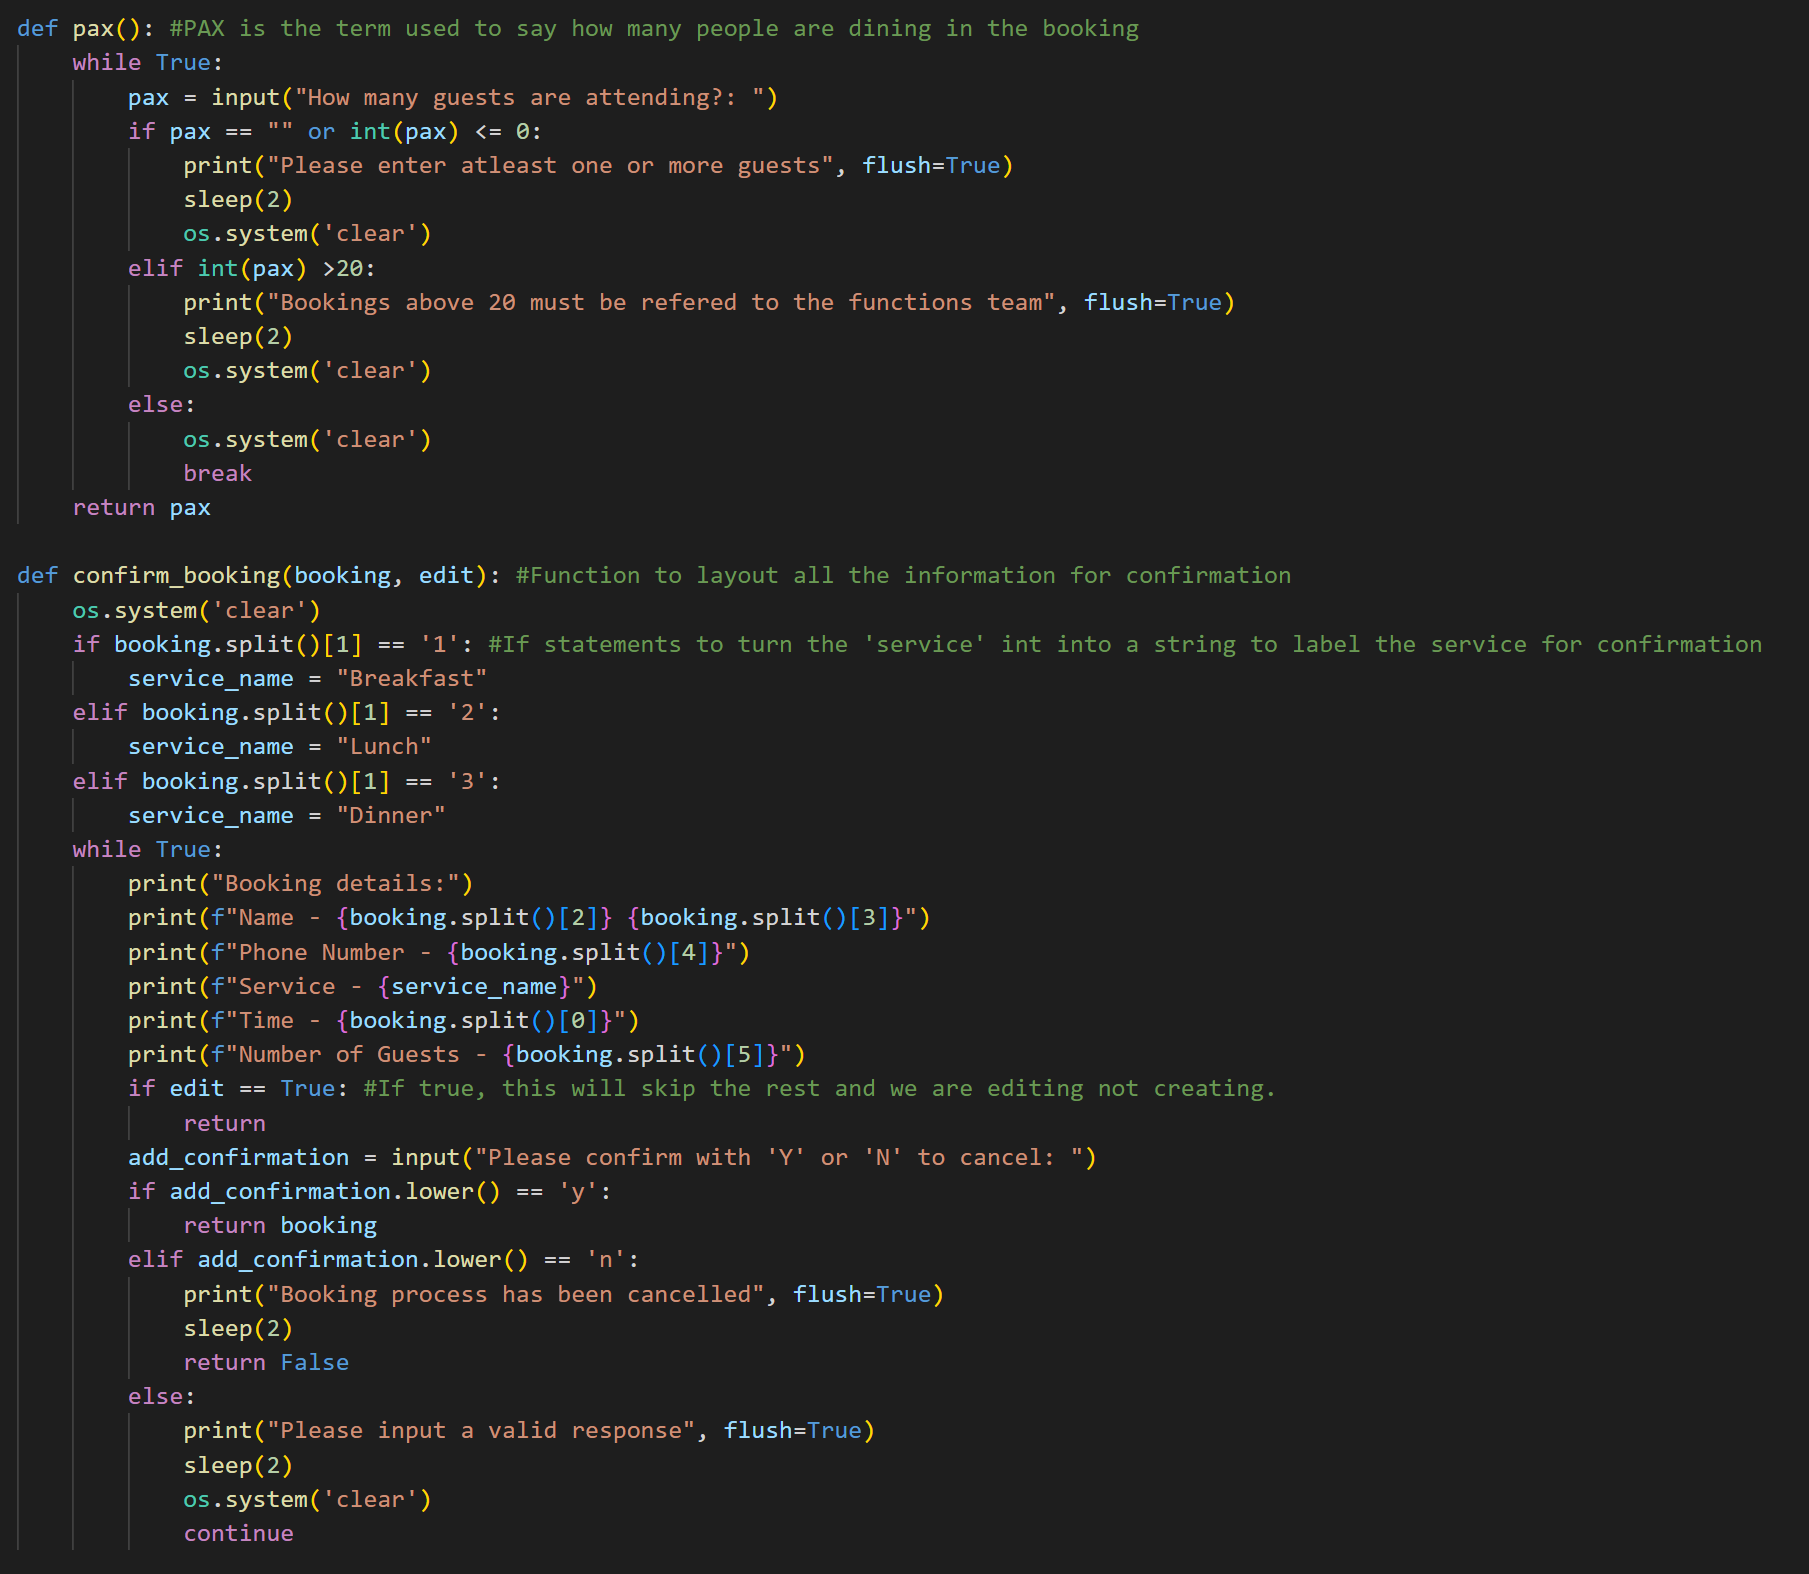 def pax(): #PAX is the term used to say how many people are dining in the booking
    while True:
        pax = input("How many guests are attending?: ")
        if pax == "" or int(pax) <= 0:
            print("Please enter atleast one or more guests", flush=True)
            sleep(2)
            os.system('clear')
        elif int(pax) >20:
            print("Bookings above 20 must be refered to the functions team", flush=True)
            sleep(2)
            os.system('clear')
        else:
            os.system('clear')
            break
    return pax

def confirm_booking(booking, edit): #Function to layout all the information for confirmation
    os.system('clear')
    if booking.split()[1] == '1': #If statements to turn the 'service' int into a string to label the service for confirmation
        service_name = "Breakfast"
    elif booking.split()[1] == '2':
        service_name = "Lunch"
    elif booking.split()[1] == '3':
        service_name = "Dinner"
    while True:
        print("Booking details:")
        print(f"Name - {booking.split()[2]} {booking.split()[3]}")
        print(f"Phone Number - {booking.split()[4]}")
        print(f"Service - {service_name}")
        print(f"Time - {booking.split()[0]}")
        print(f"Number of Guests - {booking.split()[5]}")
        if edit == True: #If true, this will skip the rest and we are editing not creating.
            return
        add_confirmation = input("Please confirm with 'Y' or 'N' to cancel: ")
        if add_confirmation.lower() == 'y':
            return booking
        elif add_confirmation.lower() == 'n':
            print("Booking process has been cancelled", flush=True)
            sleep(2)
            return False
        else:
            print("Please input a valid response", flush=True)
            sleep(2)
            os.system('clear')
            continue